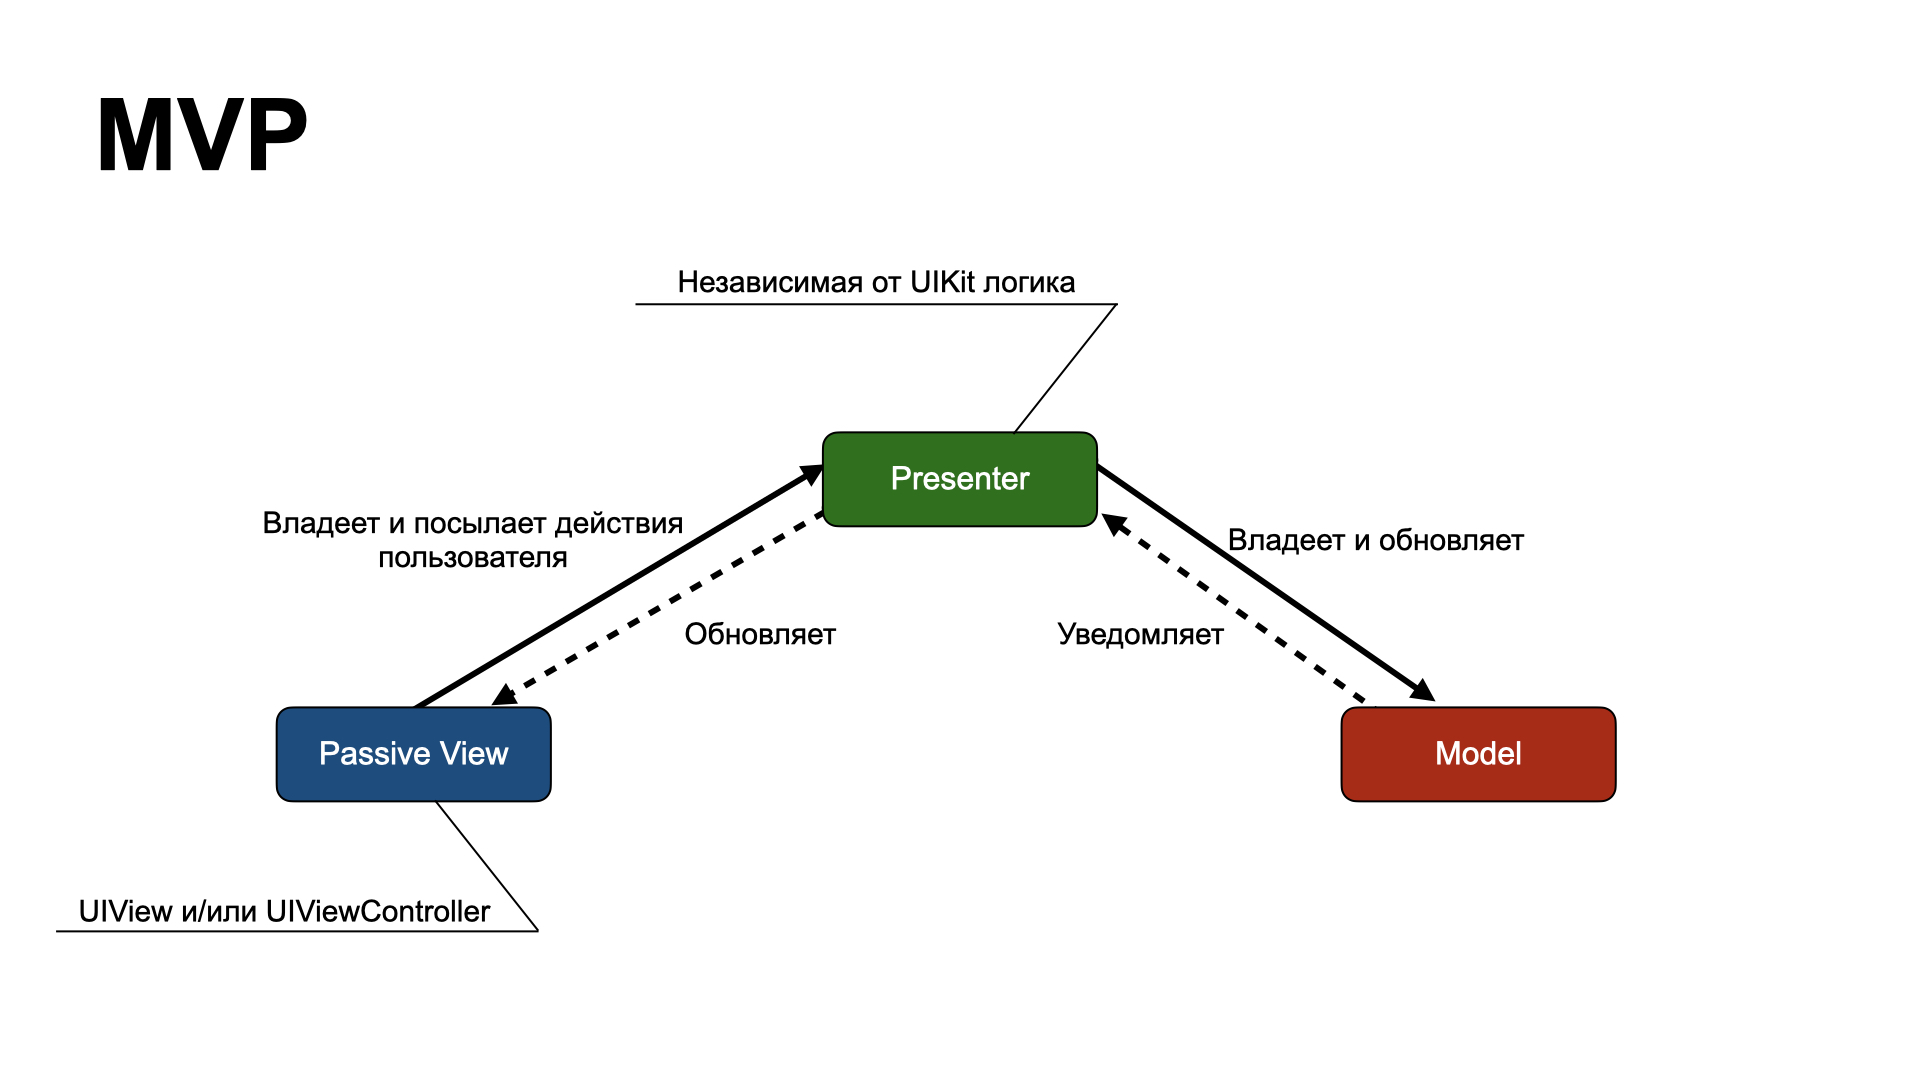 MVP
Независимая от UIKit логика
Presenter
Владеет и посылает действия
пользователя
Владеет и обновляет
Обновляет
Уведомляет
Passive View
Model
UIView и/или UIViewController